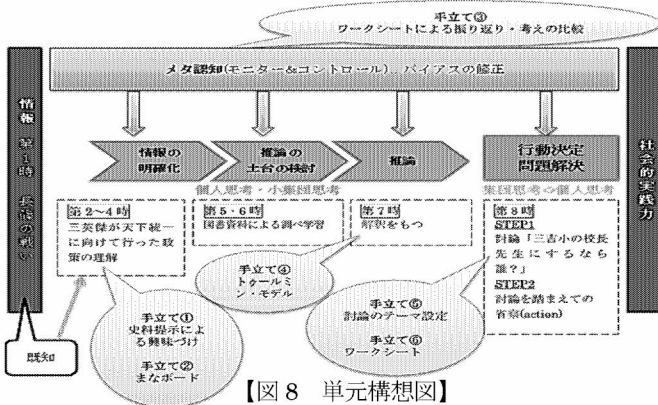 手立て③
ワークシートによる振り返り・考えの比較
メタ認知(モニター&コントロール)、バイアスの修正
情報 第1時 長篠の戦い
社会的実践力
情報の
明確化
推論の
土台の検討
推論
行動決定
問題解決
個人思考・小集団思考
集団思考⇔個人思考
第2〜4時
三英傑が天下統一
に向けて行った政
策の理解
第5・6時
図書資料による調べ学習
第7時
解釈をもつ
第8時
STEP1
討論「三吉小の校長
先生にするなら
誰？」
STEP2
討論を踏まえての
省察(action)
手立て④
トゥールミ
ン・モデル
手立て①
史料提示によ
る興味づけ
手立て②
まなボード
手立て⑤
討論のテーマ設定
手立て⑥
ワークシート
既知
【図8 単元構想図】